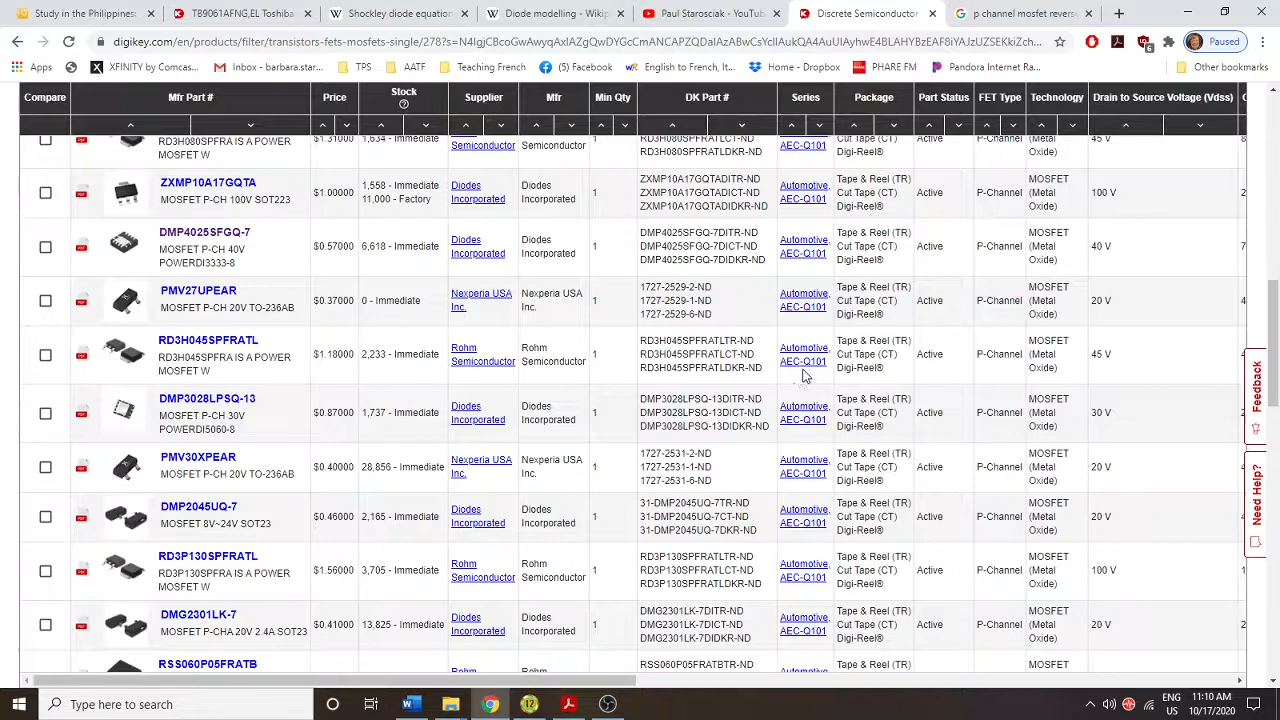 Study in the Philippines
TB9061AFNG,EL Toshiba
Shockley diode equation
Diodes modelling - Wikip
Paul Staroscik - YouTub
Discrete Semiconductor
p channel mosfet revers
digikey.com/en/products/filter/transistors-fets-mosfets-single/278?s=
Paused
Apps
XFINITY by Comcas...
Inbox - barbara.star...
TPS
AATF
Teaching French
(5) Facebook
English to French...
Dropbox
Home - Dropbox
PHARE FM
Pandora Internet Ra...
Other bookmarks
Compare
Mfr Part #
Price
Stock
Supplier
Mfr
Min Qty
DK Part #
Series
Package
Part Status
FET Type
Technology
Drain to Source Voltage (Vdss)
RD3H080SPFRA IS A POWER
MOSFET W
$1.31000
1,634 - Immediate
Semiconductor
Semiconductor
RD3H080SPFRATLCT-ND
RD3H080SPFRATLDKR-ND
AEC-Q101
Cut Tape (CT)
Digi-Reel®
(Metal
Oxide)
45 V
8
ZXMP10A17GQTA
MOSFET P-CH 100V SOT223
$1.00000
1,558 - Immediate
11,000 - Factory
Diodes
Incorporated
Diodes
Incorporated
1
ZXMP10A17GQTADITR-ND
ZXMP10A17GQTADICT-ND
ZXMP10A17GQTADIDKR-ND
Automotive,
AEC-Q101
Tape & Reel (TR)
Cut Tape (CT)
Digi-Reel®
Active
P-Channel
MOSFET
(Metal
Oxide)
100 V
2
DMP4025SFGQ-7
MOSFET P-CH 40V
POWERDI3333-8
$0.57000
6,618 - Immediate
Diodes
Incorporated
Diodes
Incorporated
1
DMP4025SFGQ-7DITR-ND
DMP4025SFGQ-7DICT-ND
DMP4025SFGQ-7DIDKR-ND
Automotive,
AEC-Q101
Tape & Reel (TR)
Cut Tape (CT)
Digi-Reel®
Active
P-Channel
MOSFET
(Metal
Oxide)
40 V
7
PMV27UPEAR
MOSFET P-CH 20V TO-236AB
$0.37000
0 - Immediate
Nexperia USA
Inc.
Nexperia USA
Inc.
1
1727-2529-2-ND
1727-2529-1-ND
1727-2529-6-ND
Automotive,
AEC-Q101
Tape & Reel (TR)
Cut Tape (CT)
Digi-Reel®
Active
P-Channel
MOSFET
(Metal
Oxide)
20 V
4
RD3H045SPFRATL
RD3H045SPFRA IS A POWER
MOSFET W
$1.18000
2,233 - Immediate
Rohm
Semiconductor
Rohm
Semiconductor
1
RD3H045SPFRATLTR-ND
RD3H045SPFRATLCT-ND
RD3H045SPFRATLDKR-ND
Automotive,
AEC-Q101
Tape & Reel (TR)
Cut Tape (CT)
Digi-Reel®
Active
P-Channel
MOSFET
(Metal
Oxide)
45 V
DMP3028LPSQ-13
MOSFET P-CH 30V
POWERDI5060-8
$0.87000
1,737 - Immediate
Diodes
Incorporated
Diodes
Incorporated
1
DMP3028LPSQ-13DITR-ND
DMP3028LPSQ-13DICT-ND
DMP3028LPSQ-13DIDKR-ND
Automotive,
AEC-Q101
Tape & Reel (TR)
Cut Tape (CT)
Digi-Reel®
Active
P-Channel
MOSFET
(Metal
Oxide)
30 V
2
PMV30XPEAR
MOSFET P-CH 20V TO-236AB
$0.40000
28,856 - Immediate
Nexperia USA
Inc.
Nexperia USA
Inc.
1
1727-2531-2-ND
1727-2531-1-ND
1727-2531-6-ND
Automotive,
AEC-Q101
Tape & Reel (TR)
Cut Tape (CT)
Digi-Reel®
Active
P-Channel
MOSFET
(Metal
Oxide)
20 V
4
DMP2045UQ-7
MOSFET 8V~24V SOT23
$0.46000
2,165 - Immediate
Diodes
Incorporated
Diodes
Incorporated
1
31-DMP2045UQ-7TR-ND
31-DMP2045UQ-7CT-ND
31-DMP2045UQ-7DKR-ND
Automotive,
AEC-Q101
Tape & Reel (TR)
Cut Tape (CT)
Digi-Reel®
Active
P-Channel
MOSFET
(Metal
Oxide)
20 V
4
RD3P130SPFRATL
RD3P130SPFRA IS A POWER
MOSFET W
$1.56000
3,705 - Immediate
Rohm
Semiconductor
Rohm
Semiconductor
1
RD3P130SPFRATLTR-ND
RD3P130SPFRATLCT-ND
RD3P130SPFRATLDKR-ND
Automotive,
AEC-Q101
Tape & Reel (TR)
Cut Tape (CT)
Digi-Reel®
Active
P-Channel
MOSFET
(Metal
Oxide)
100 V
1
DMG2301LK-7
MOSFET P-CHA 20V 2.4A SOT23
$0.41000
13,825 - Immediate
Diodes
Incorporated
Diodes
Incorporated
1
DMG2301LK-7DITR-ND
DMG2301LK-7DICT-ND
DMG2301LK-7DIDKR-ND
Automotive,
AEC-Q101
Tape & Reel (TR)
Cut Tape (CT)
Digi-Reel®
Active
P-Channel
MOSFET
(Metal
Oxide)
20 V
2
RSS060P05FRATB
Rohm
RSS060P05FRATBTR-ND
Automotive,
Tape & Reel (TR)
MOSFET
Feedback
Need Help?
Type here to search
ENG
US
11:10 AM
10/17/2020